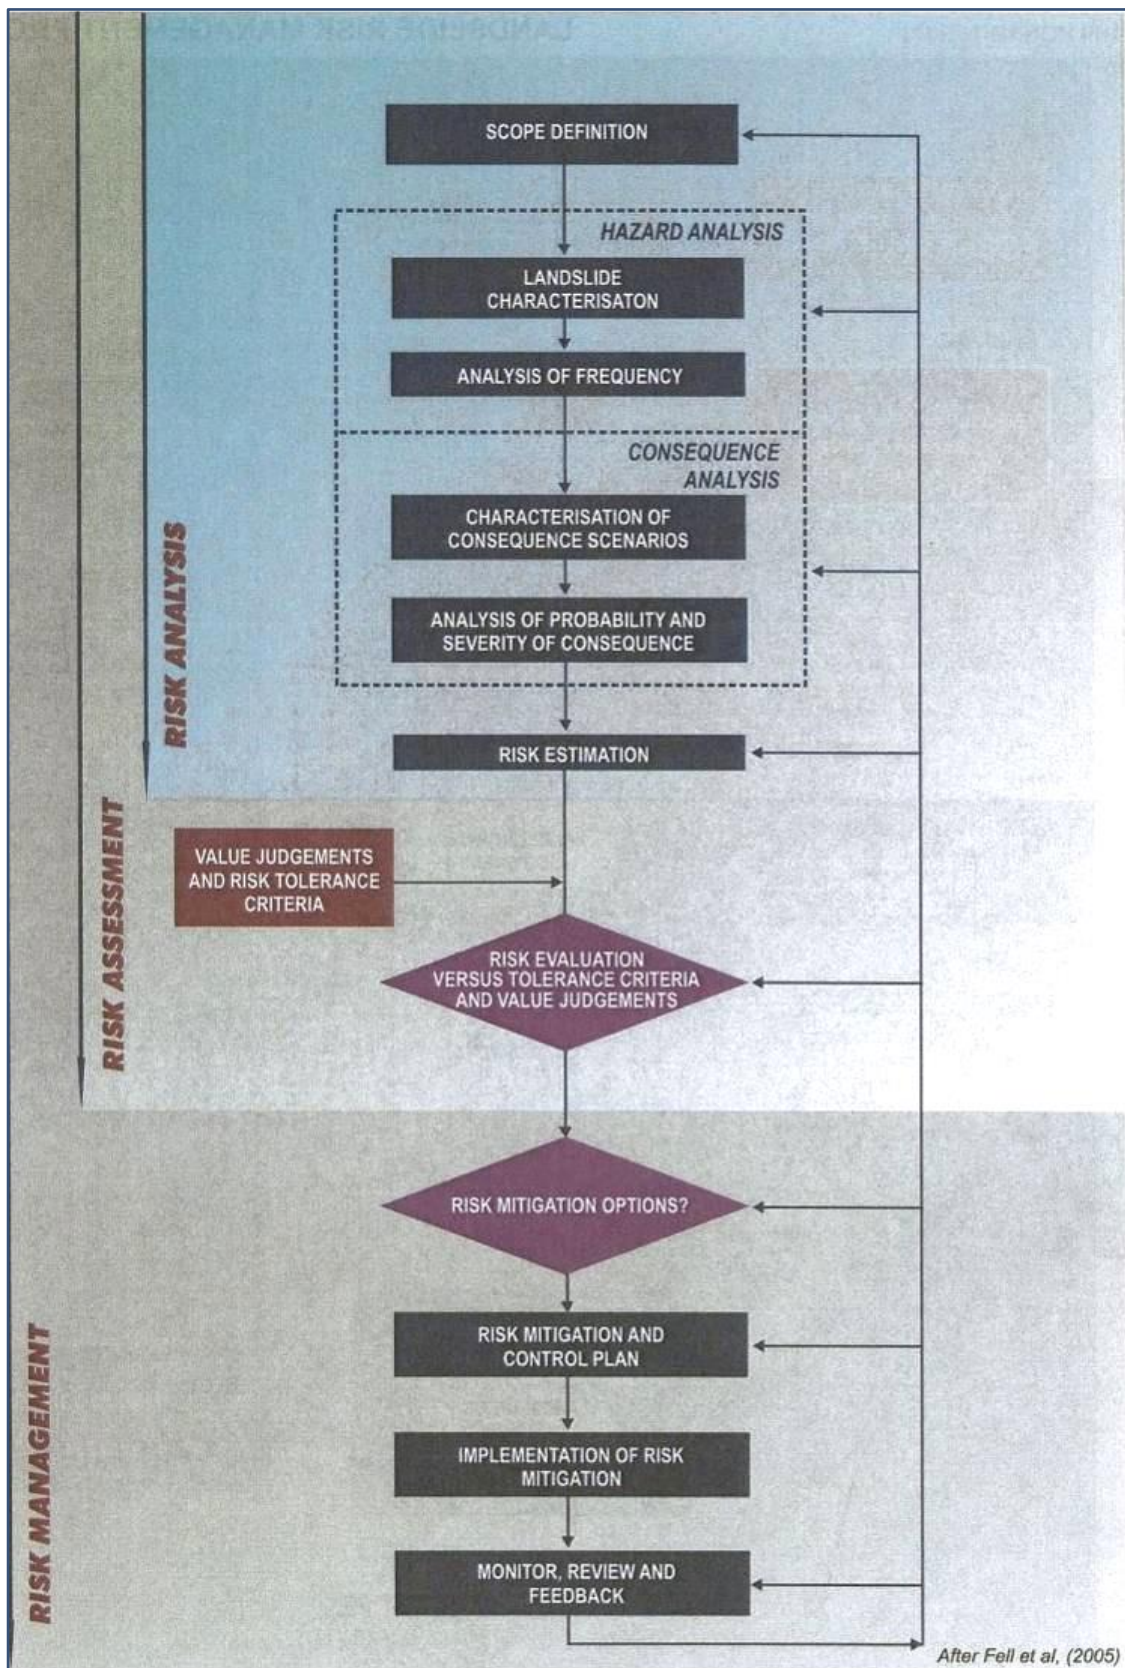 SCOPE DEFINITION
HAZARD ANALYSIS
LANDSLIDE
CHARACTERISATON
ANALYSIS OF FREQUENCY
CONSEQUENCE
ANALYSIS
CHARACTERISATION OF
CONSEQUENCE SCENARIOS
ANALYSIS OF PROBABILITY AND
SEVERITY OF CONSEQUENCE
RISK ANALYSIS
RISK ESTIMATION
VALUE JUDGEMENTS
AND RISK TOLERANCE
CRITERIA
RISK ASSESSMENT
RISK EVALUATION
VERSUS TOLERANCE CRITERIA
AND VALUE JUDGEMENTS
RISK MITIGATION OPTIONS?
RISK MITIGATION AND
CONTROL PLAN
RISK MANAGEMENT
IMPLEMENTATION OF RISK
MITIGATION
MONITOR, REVIEW AND
FEEDBACK
After Fell et al, (2005)